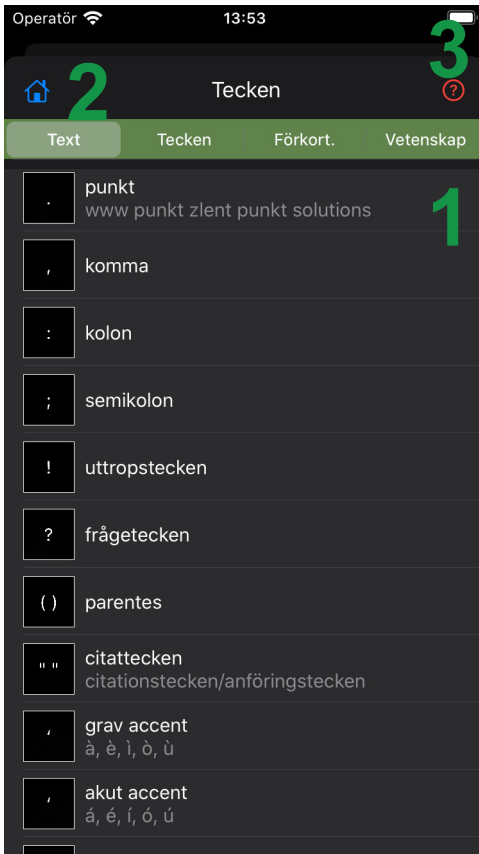 Operatör 13:53
2
3
Tecken
?
Text Tecken Förkort. Vetenskap
1
. punkt
www punkt zlent punkt solutions
, komma
: kolon
; semikolon
! uttropstecken
? frågetecken
( ) parentes
" " citattecken
citationstecken/anföringstecken
‘ grav accent
à, è, ì, ò, ù
‘ akut accent
á, é, í, ó, ú